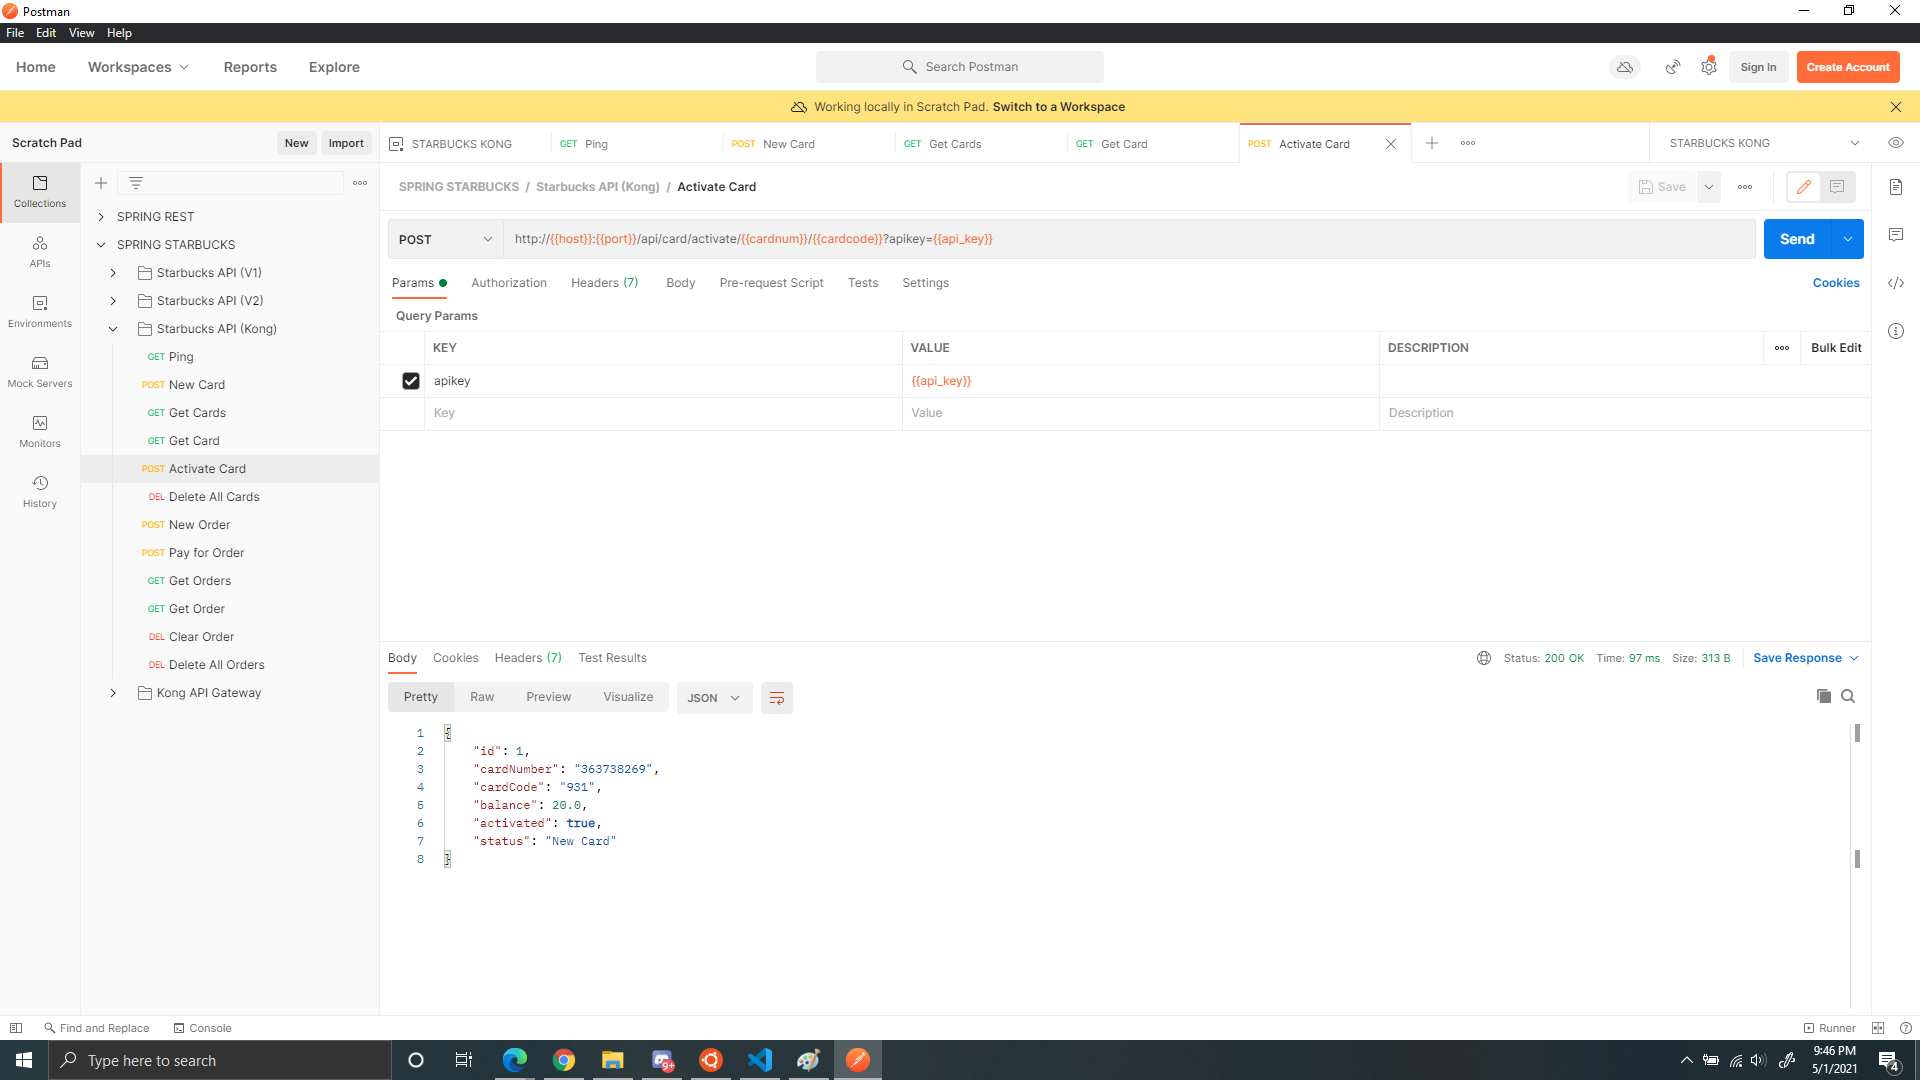 Postman
File Edit View Help
Home Workspaces Reports Explore Search Postman Sign In Create Account
Working locally in Scratch Pad. Switch to a Workspace
Scratch Pad New Import STARBUCKS KONG GET Ping POST New Card GET Get Cards GET Get Card POST Activate Card STARBUCKS KONG
SPRING STARBUCKS / Starbucks API (Kong) / Activate Card Save
Collections
APIs
Environments
Mock Servers
Monitors
History
SPRING REST
SPRING STARBUCKS
Starbucks API (V1)
Starbucks API (V2)
Starbucks API (Kong)
GET Ping
POST New Card
GET Get Cards
GET Get Card
POST Activate Card
DEL Delete All Cards
POST New Order
POST Pay for Order
GET Get Orders
GET Get Order
DEL Clear Order
DEL Delete All Orders
Kong API Gateway
POST http://{{host}}:{{port}}/api/card/activate/{{cardnum}}/{{cardcode}}?apikey={{api_key}} Send
Params Authorization Headers (7) Body Pre-request Script Tests Settings Cookies
Query Params
KEY VALUE DESCRIPTION Bulk Edit
apikey {{api_key}}
Key Value Description
Body Cookies Headers (7) Test Results Status: 200 OK Time: 97 ms Size: 313 B Save Response
Pretty Raw Preview Visualize JSON
1 {
2 "id": 1,
3 "cardNumber": "363738269",
4 "cardCode": "931",
5 "balance": 20.0,
6 "activated": true,
7 "status": "New Card"
8 }
Find and Replace Console Runner
Type here to search 9+ 9:46 PM
5/1/2021 4